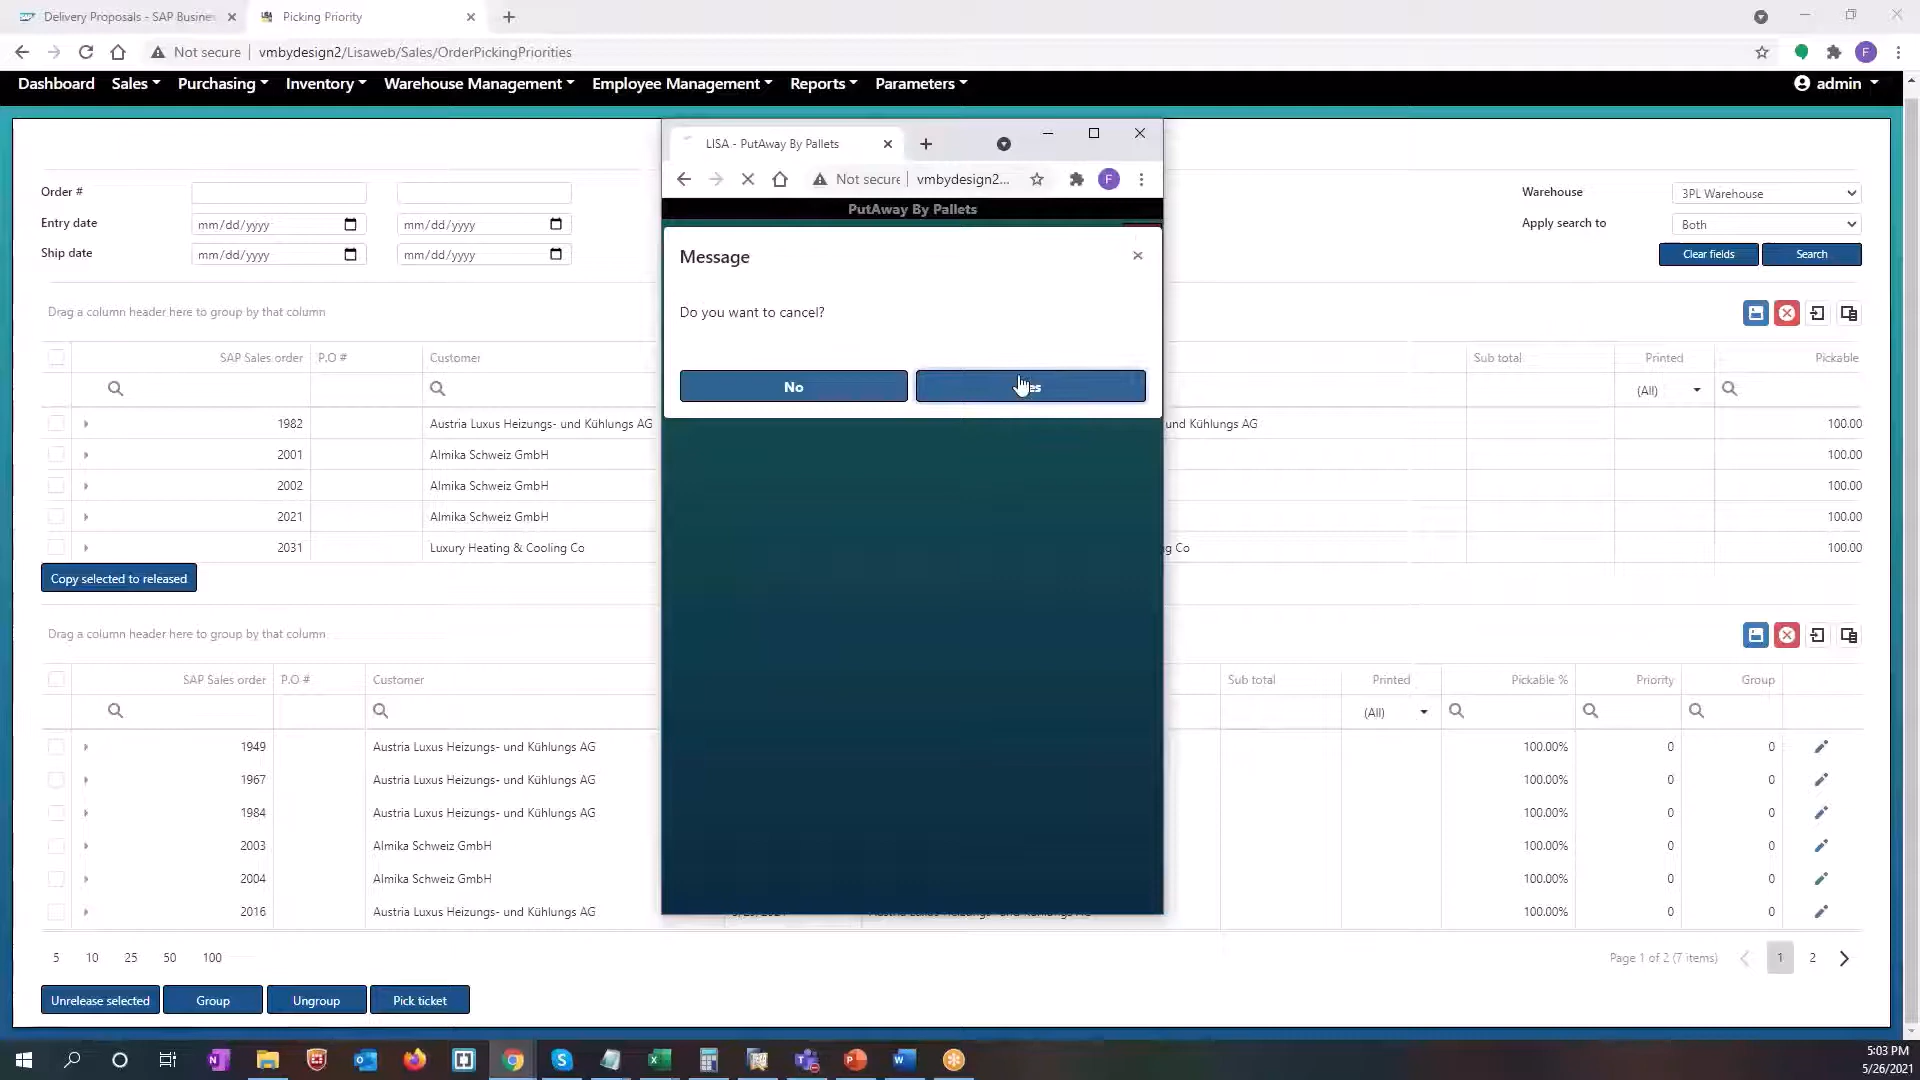 Delivery Proposals - SAP Busine
Picking Priority
Not secure
vmbydesign2/Lisaweb/Sales/OrderPickingPriorities
F
Dashboard Sales Purchasing Inventory Warehouse Management Employee Management Reports Parameters
admin
LISA - PutAway By Pallets
Not secure vmbydesign2...
F
PutAway By Pallets
Message
Do you want to cancel?
No
Order #
Entry date mm/dd/yyyy mm/dd/yyyy
Ship date mm/dd/yyyy mm/dd/yyyy
Warehouse 3PL Warehouse
Apply search to Both
Clear fields Search
Drag a column header here to group by that column
SAP Sales order P.O # Customer Sub total Printed Pickable
(All)
1982 Austria Luxus Heizungs- und Kühlungs AG und Kühlungs AG 100.00
2001 Almika Schweiz GmbH 100.00
2002 Almika Schweiz GmbH 100.00
2021 Almika Schweiz GmbH 100.00
2031 Luxury Heating & Cooling Co g Co 100.00
Copy selected to released
Drag a column header here to group by that column
SAP Sales order P.O # Customer Sub total Printed Pickable % Priority Group
(All)
1949 Austria Luxus Heizungs- und Kühlungs AG 100.00% 0 0
1967 Austria Luxus Heizungs- und Kühlungs AG 100.00% 0 0
1984 Austria Luxus Heizungs- und Kühlungs AG 100.00% 0 0
2003 Almika Schweiz GmbH 100.00% 0 0
2004 Almika Schweiz GmbH 100.00% 0 0
2016 Austria Luxus Heizungs- und Kühlungs AG 100.00% 0 0
5 10 25 50 100
Page 1 of 2 (7 items) 1 2
Unrelease selected Group Ungroup Pick ticket
5:03 PM
5/26/2021